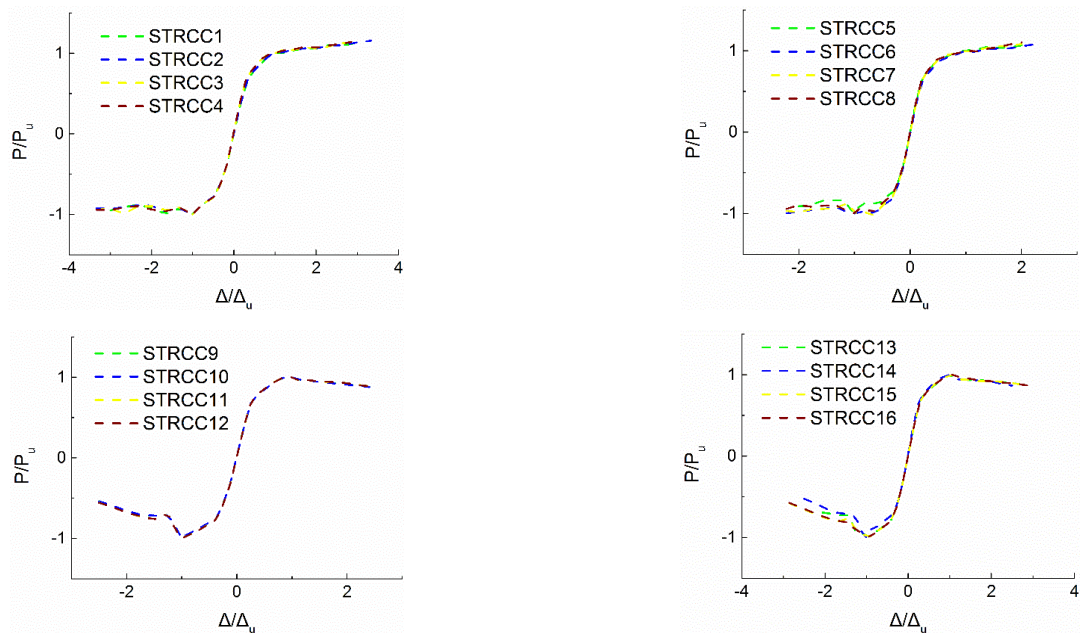 STRCC1
STRCC2
STRCC3
STRCC4
1
0
-1
P/Pu
-4 -2 0 2 4
Δ/Δu
STRCC5
STRCC6
STRCC7
STRCC8
1
0
-1
P/Pu
-2 0 2
Δ/Δu
STRCC9
STRCC10
STRCC11
STRCC12
1
0
-1
P/Pu
-2 0 2
Δ/Δu
STRCC13
STRCC14
STRCC15
STRCC16
1
0
-1
P/Pu
-4 -2 0 2 4
Δ/Δu